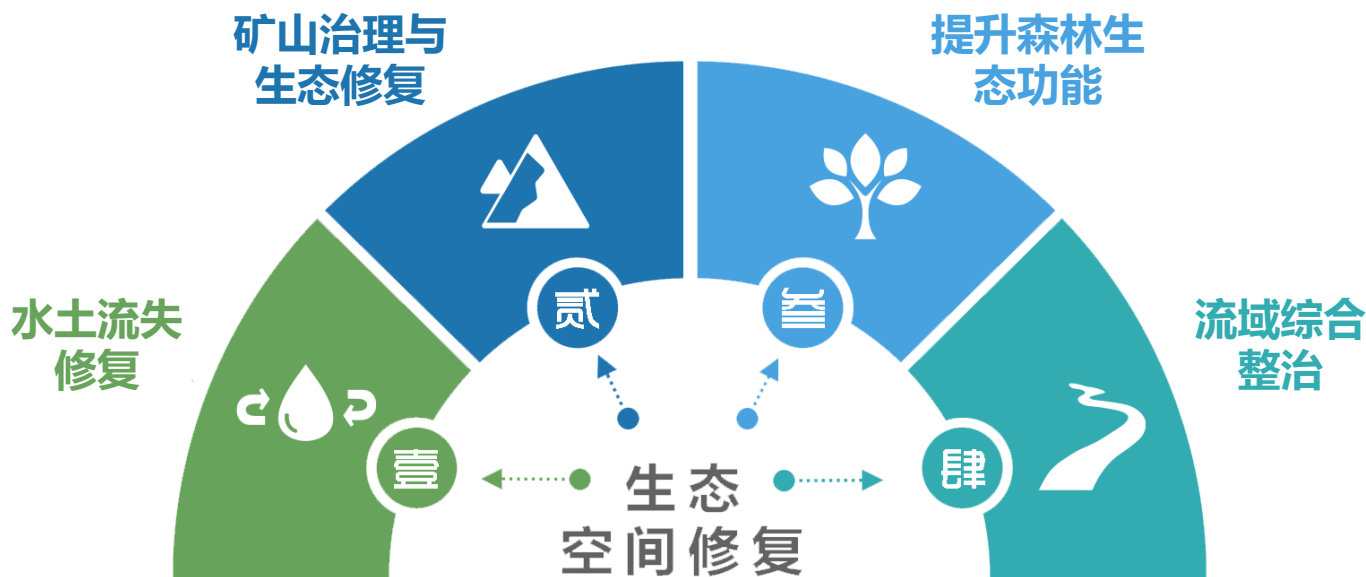 矿山治理与
生态修复
提升森林生
态功能
水土流失
修复
流域综合
整治
贰
叁
壹
肆
生态
空间修复